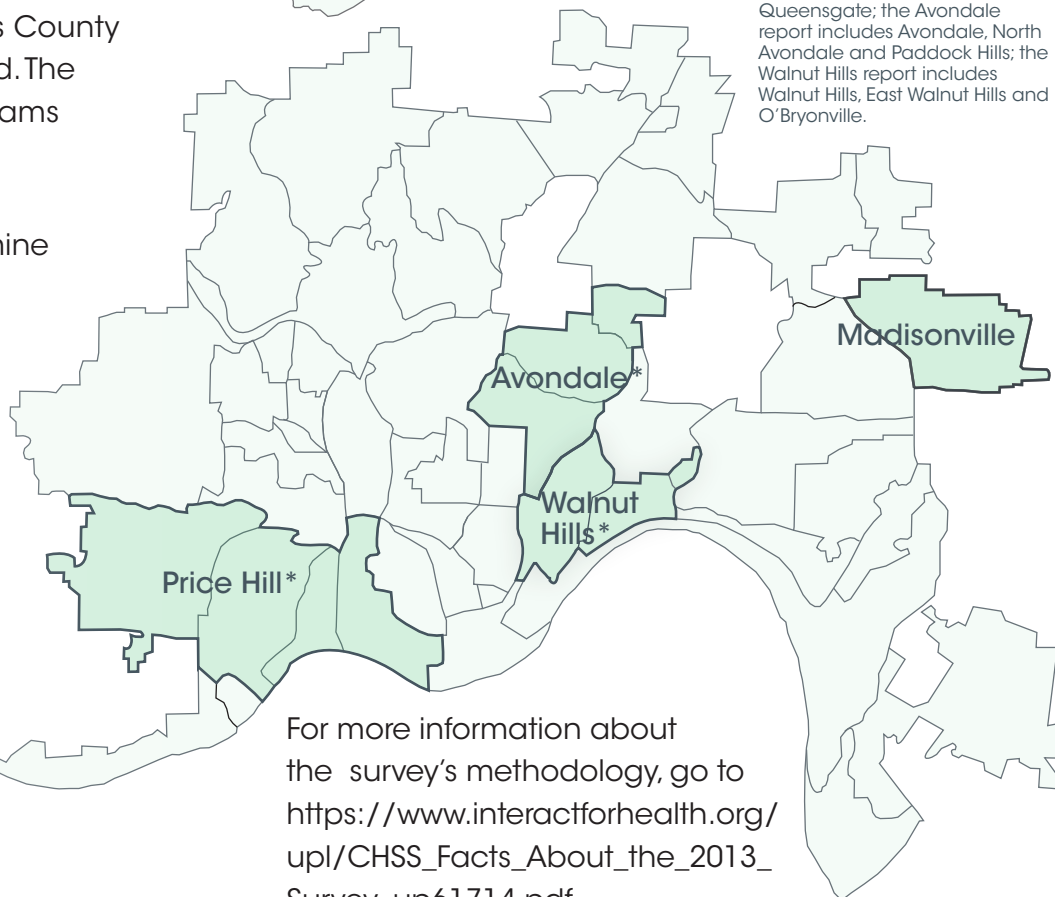 s County
d. The
ams
nine
Queensgate; the Avondale
report includes Avondale, North
Avondale and Paddock Hills; the
Walnut Hills report includes
Walnut Hills, East Walnut Hills and
O’Bryonville.
Madisonville
Avondale*
Walnut
Hills*
Price Hill*
For more information about
the survey’s methodology, go to
https://www.interactforhealth.org/
upl/CHSS_Facts_About_the_2013_
Survey_up61714.pdf